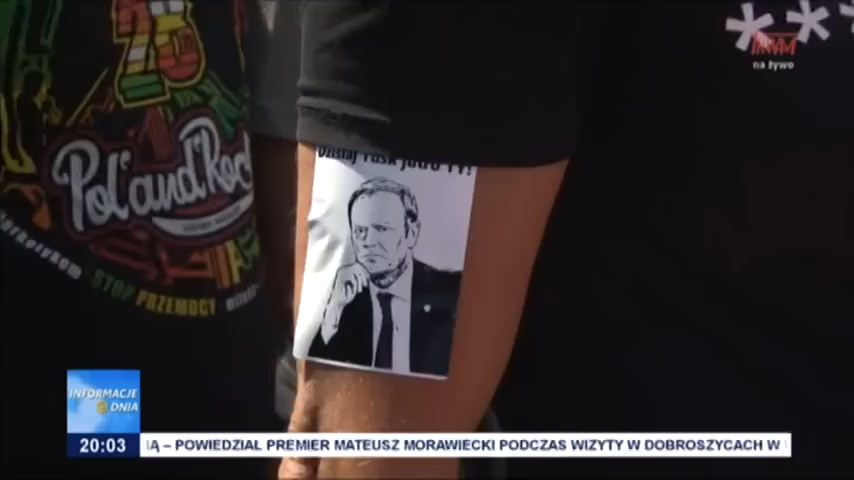 ***
TRWAM
na żywo
Dzisiaj Tusk jutro TY!
25
Pol'and'Rock
STOP PRZEMOCY
INFORMACJE
DNIA
20:03
IĄ – POWIEDZIAŁ PREMIER MATEUSZ MORAWIECKI PODCZAS WIZYTY W DOBROSZYCACH W